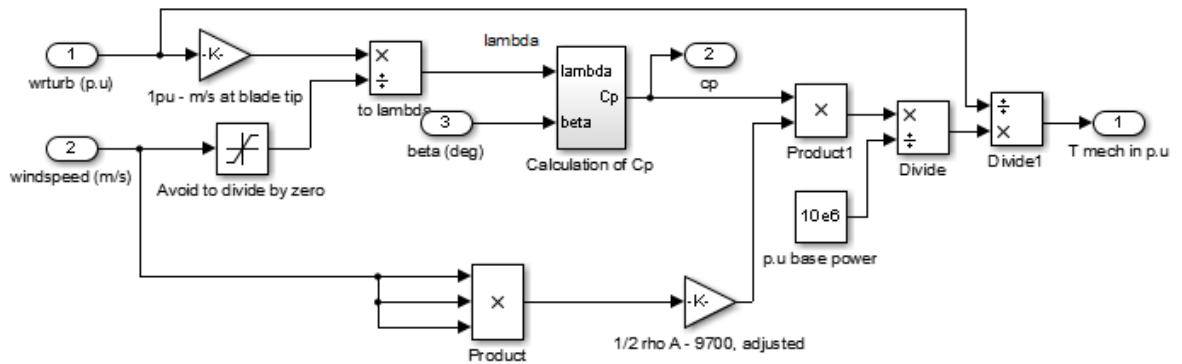 lambda
1
-K-
×
÷
lambda
Cp
beta
2
cp
wrturb (p.u)
1pu - m/s at blade tip
to lambda
3
beta (deg)
Calculation of Cp
×
Product1
×
÷
Divide
÷
×
Divide1
1
T mech in p.u
2
windspeed (m/s)
Avoid to divide by zero
10e6
p.u base power
×
Product
-K-
1/2 rho A - 9700, adjusted